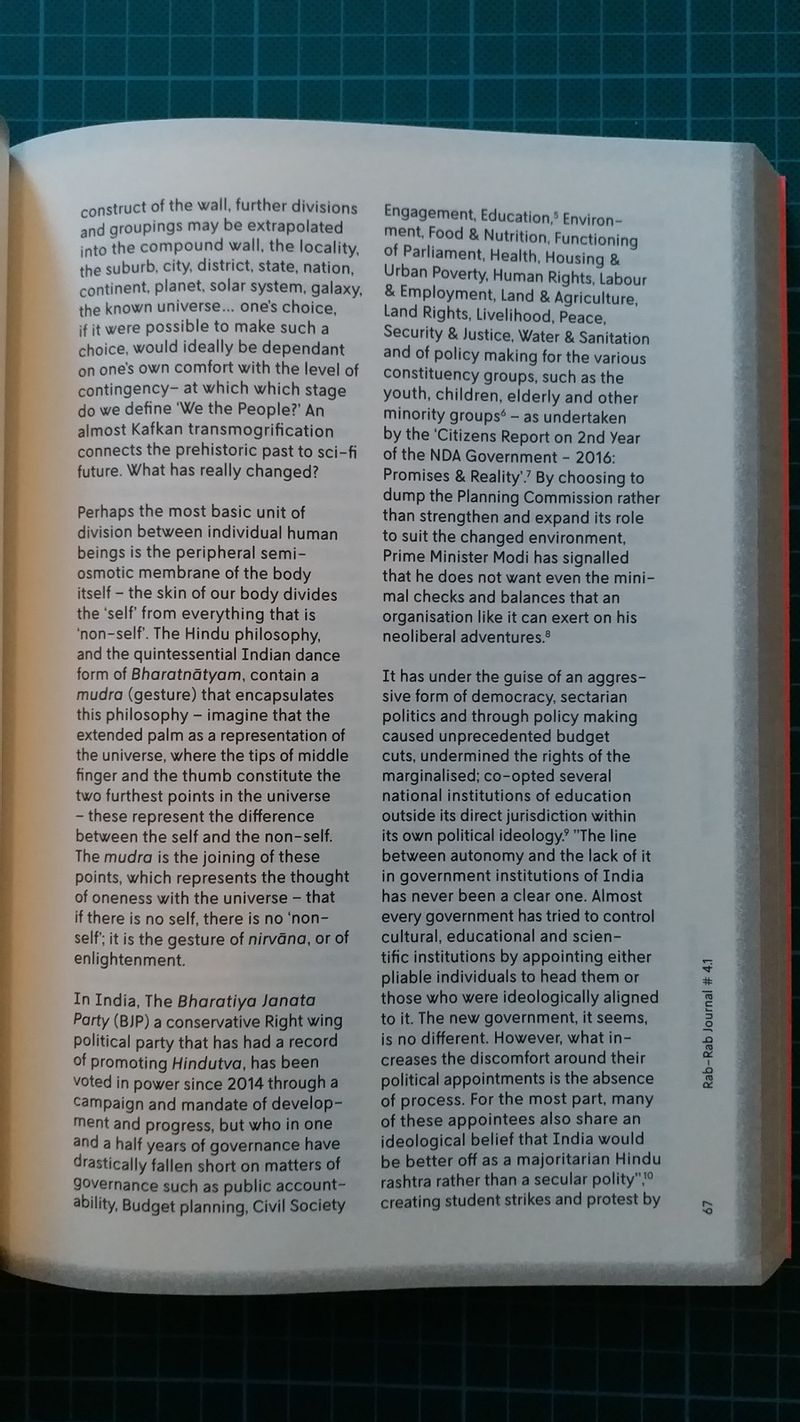 construct of the wall, further divisions
and groupings may be extrapolated
into the compound wall, the locality,
the suburb, city, district, state, nation,
continent, planet, solar system, galaxy,
the known universe... one's choice,
if it were possible to make such a
choice, would ideally be dependant
on one's own comfort with the level of
contingency– at which which stage
do we define 'We the People?' An
almost Kafkan transmogrification
connects the prehistoric past to sci-fi
future. What has really changed?

Perhaps the most basic unit of
division between individual human
beings is the peripheral semi-
osmotic membrane of the body
itself – the skin of our body divides
the 'self' from everything that is
'non-self'. The Hindu philosophy,
and the quintessential Indian dance
form of Bharatnātyam, contain a
mudra (gesture) that encapsulates
this philosophy – imagine that the
extended palm as a representation of
the universe, where the tips of middle
finger and the thumb constitute the
two furthest points in the universe
– these represent the difference
between the self and the non-self.
The mudra is the joining of these
points, which represents the thought
of oneness with the universe – that
if there is no self, there is no 'non-
self'; it is the gesture of nirvāna, or of
enlightenment.

In India, The Bharatiya Janata
Party (BJP) a conservative Right wing
political party that has had a record
of promoting Hindutva, has been
voted in power since 2014 through a
campaign and mandate of develop-
ment and progress, but who in one
and a half years of governance have
drastically fallen short on matters of
governance such as public account-
ability, Budget planning, Civil Society

Engagement, Education,⁵ Environ-
ment, Food & Nutrition, Functioning
of Parliament, Health, Housing &
Urban Poverty, Human Rights, Labour
& Employment, Land & Agriculture,
Land Rights, Livelihood, Peace,
Security & Justice, Water & Sanitation
and of policy making for the various
constituency groups, such as the
youth, children, elderly and other
minority groups⁶ – as undertaken
by the 'Citizens Report on 2nd Year
of the NDA Government – 2016:
Promises & Reality'.⁷ By choosing to
dump the Planning Commission rather
than strengthen and expand its role
to suit the changed environment,
Prime Minister Modi has signalled
that he does not want even the mini-
mal checks and balances that an
organisation like it can exert on his
neoliberal adventures.⁸

It has under the guise of an aggres-
sive form of democracy, sectarian
politics and through policy making
caused unprecedented budget
cuts, undermined the rights of the
marginalised; co-opted several
national institutions of education
outside its direct jurisdiction within
its own political ideology.⁹ "The line
between autonomy and the lack of it
in government institutions of India
has never been a clear one. Almost
every government has tried to control
cultural, educational and scien-
tific institutions by appointing either
pliable individuals to head them or
those who were ideologically aligned
to it. The new government, it seems,
is no different. However, what in-
creases the discomfort around their
political appointments is the absence
of process. For the most part, many
of these appointees also share an
ideological belief that India would
be better off as a majoritarian Hindu
rashtra rather than a secular polity",¹⁰
creating student strikes and protest by

Rab-Rab Journal # 4.1
67